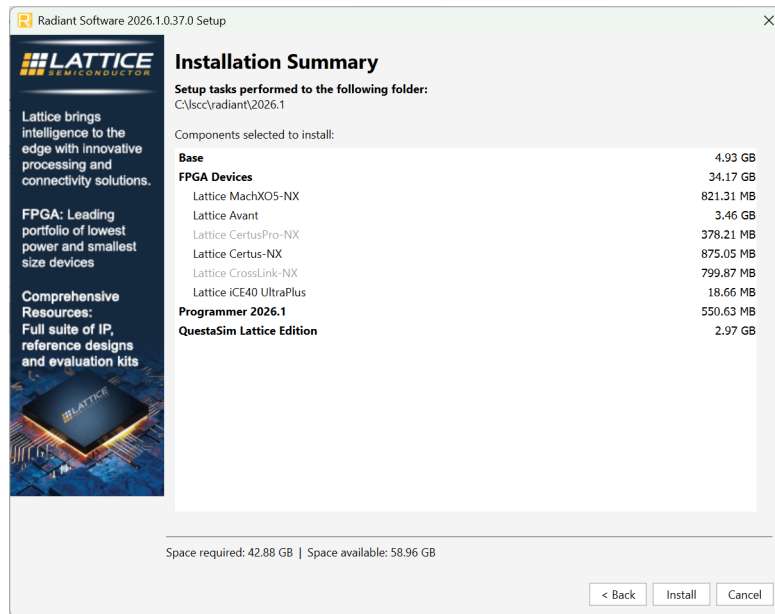 Radiant Software 2026.1.0.37.0 Setup
LATTICE
SEMICONDUCTOR
Lattice brings
intelligence to the
edge with innovative
processing and
connectivity solutions.
FPGA: Leading
portfolio of lowest
power and smallest
size devices
Comprehensive
Resources:
Full suite of IP,
reference designs
and evaluation kits
LATTICE
Installation Summary
Setup tasks performed to the following folder:
C:\lscc\radiant\2026.1
Components selected to install:
Base 4.93 GB
FPGA Devices 34.17 GB
Lattice MachXO5-NX 821.31 MB
Lattice Avant 3.46 GB
Lattice CertusPro-NX 378.21 MB
Lattice Certus-NX 875.05 MB
Lattice CrossLink-NX 799.87 MB
Lattice iCE40 UltraPlus 18.66 MB
Programmer 2026.1 550.63 MB
QuestaSim Lattice Edition 2.97 GB
Space required: 42.88 GB | Space available: 58.96 GB
< Back Install Cancel